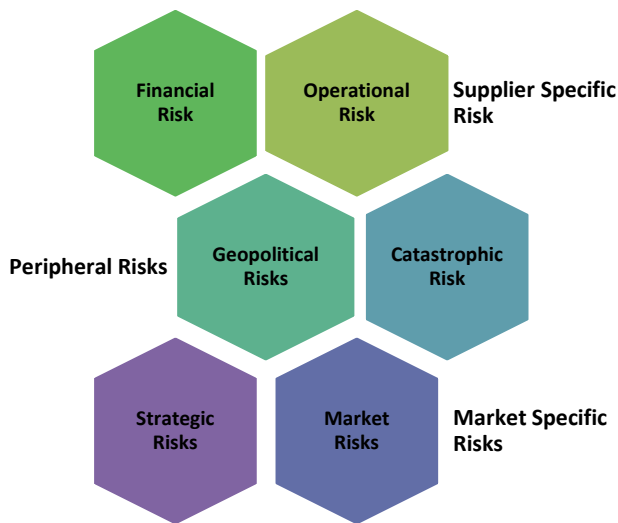 Financial
Risk
Operational
Risk
Supplier Specific
Risk
Peripheral Risks
Geopolitical
Risks
Catastrophic
Risk
Strategic
Risks
Market
Risks
Market Specific
Risks